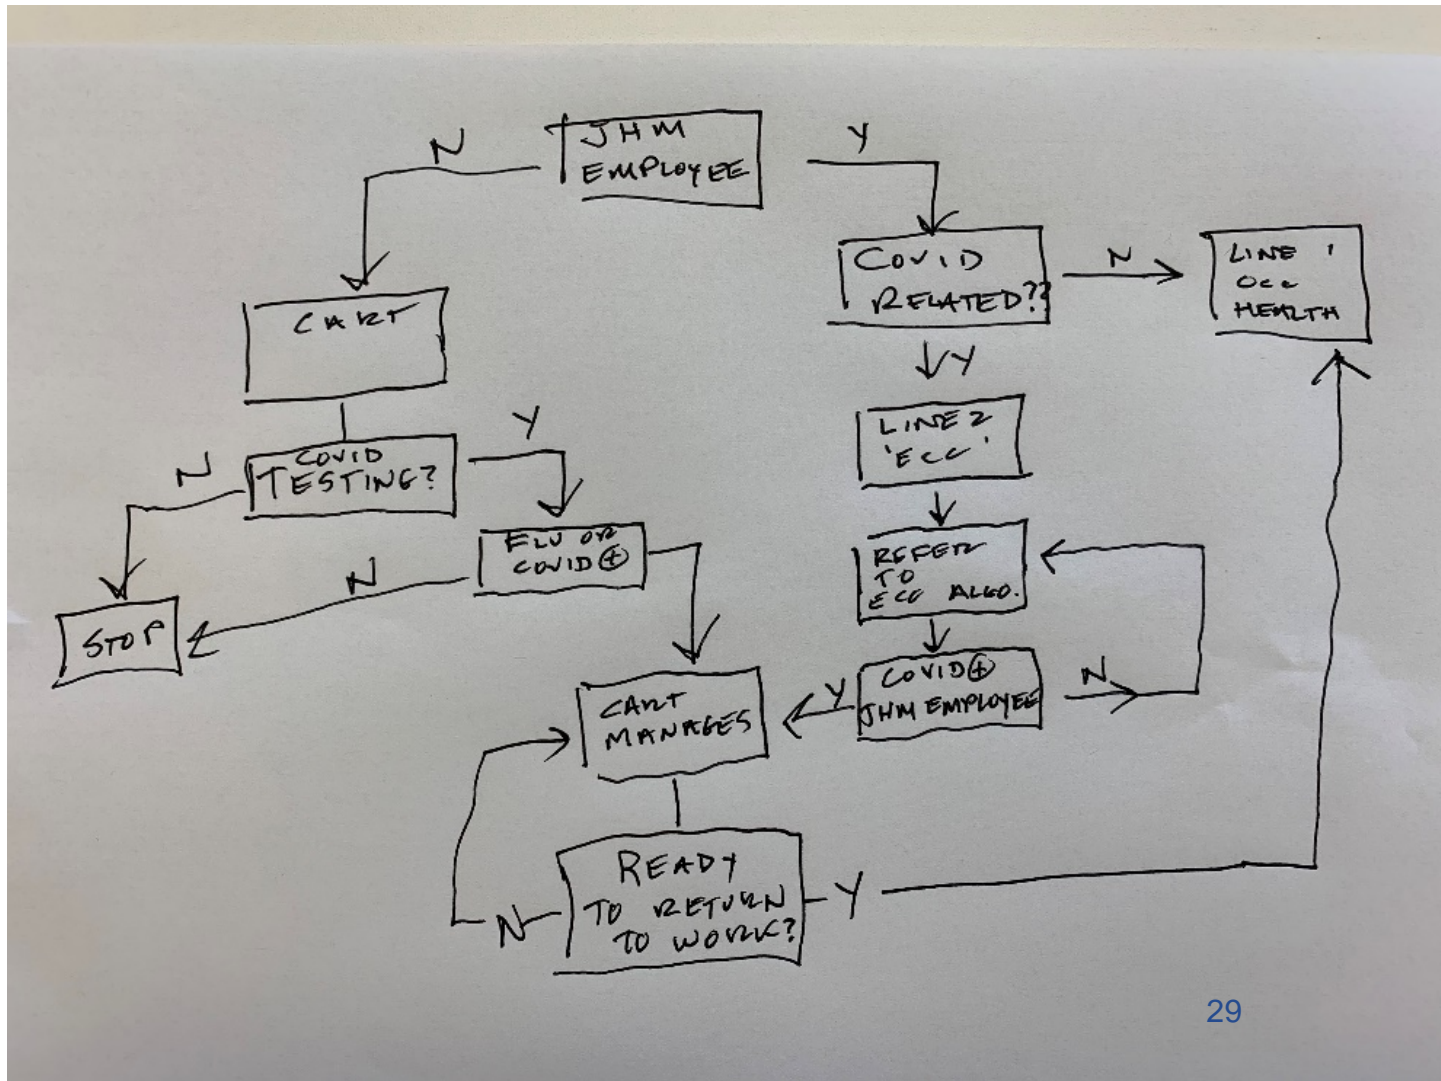 N
JHM
EMPLOYEE
Y
CART
COVID
RELATED??
N
LINE 1
OCC
HEALTH
Y
N
COVID
TESTING?
Y
LINE 2
'ECC'
FLU OR
COVID +
N
STOP
REFER
TO
ECC ALGO.
CART
MANAGES
Y
COVID +
JHM EMPLOYEE
N
READY
TO RETURN
TO WORK?
N
Y
29